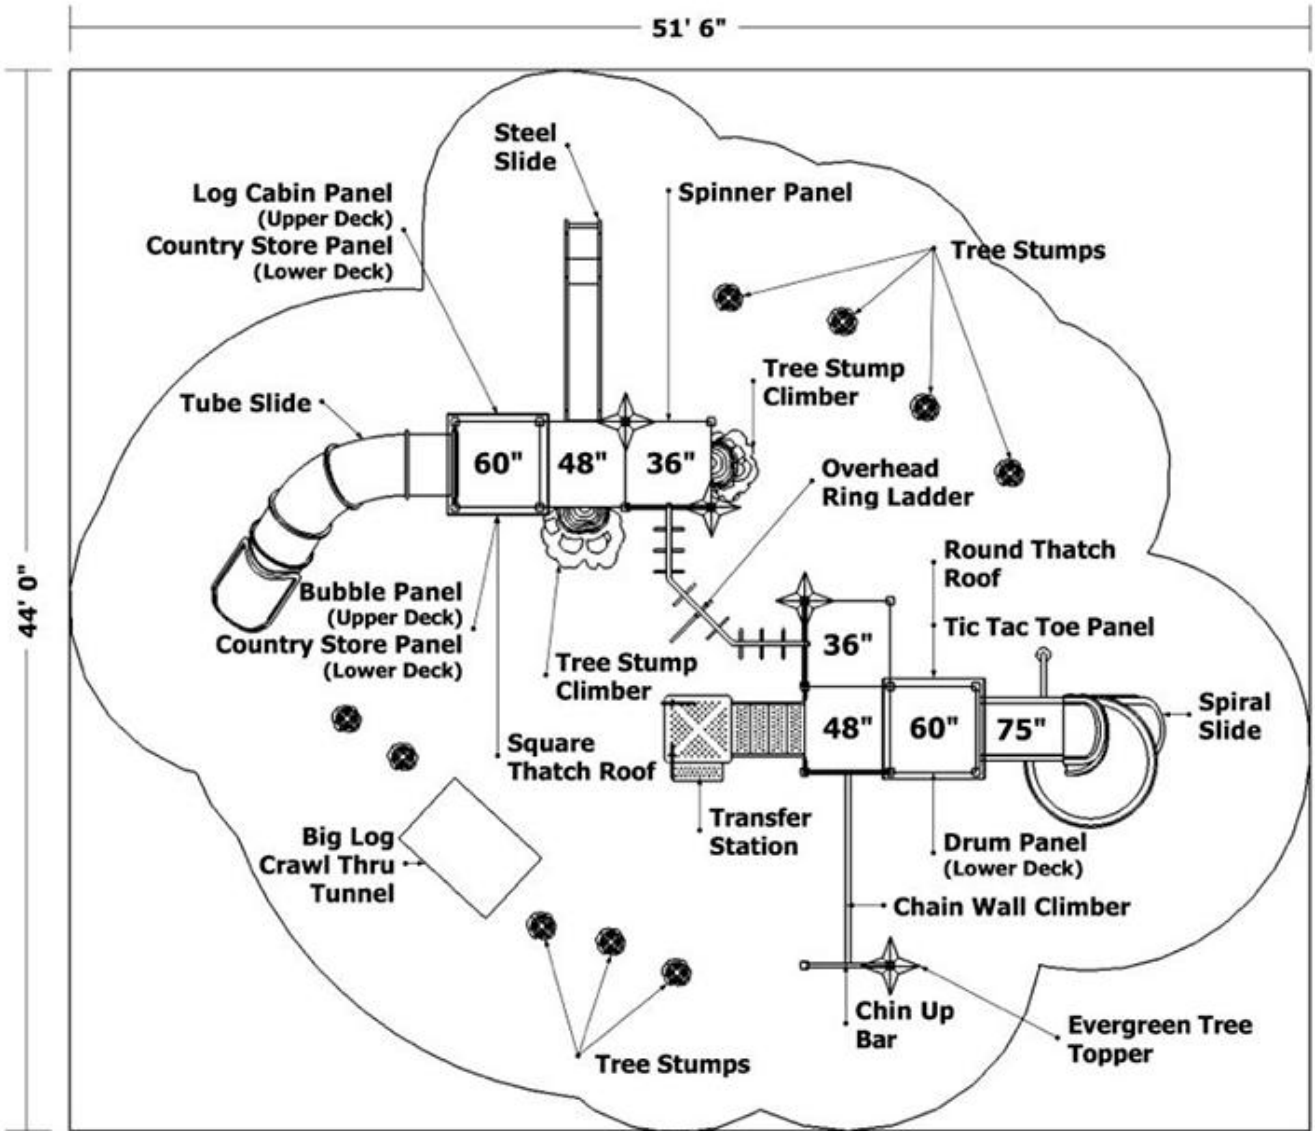 51' 6"
Steel
Slide
Log Cabin Panel
(Upper Deck)
Country Store Panel
(Lower Deck)
Spinner Panel
Tree Stumps
Tree Stump
Climber
Tube Slide
60"
48"
36"
Overhead
Ring Ladder
44' 0"
Round Thatch
Roof
Bubble Panel
(Upper Deck)
Country Store Panel
(Lower Deck)
Tic Tac Toe Panel
36"
Tree Stump
Climber
Spiral
Slide
48"
60"
75"
Square
Thatch Roof
Transfer
Station
Big Log
Crawl Thru
Tunnel
Drum Panel
(Lower Deck)
Chain Wall Climber
Chin Up
Bar
Evergreen Tree
Topper
Tree Stumps